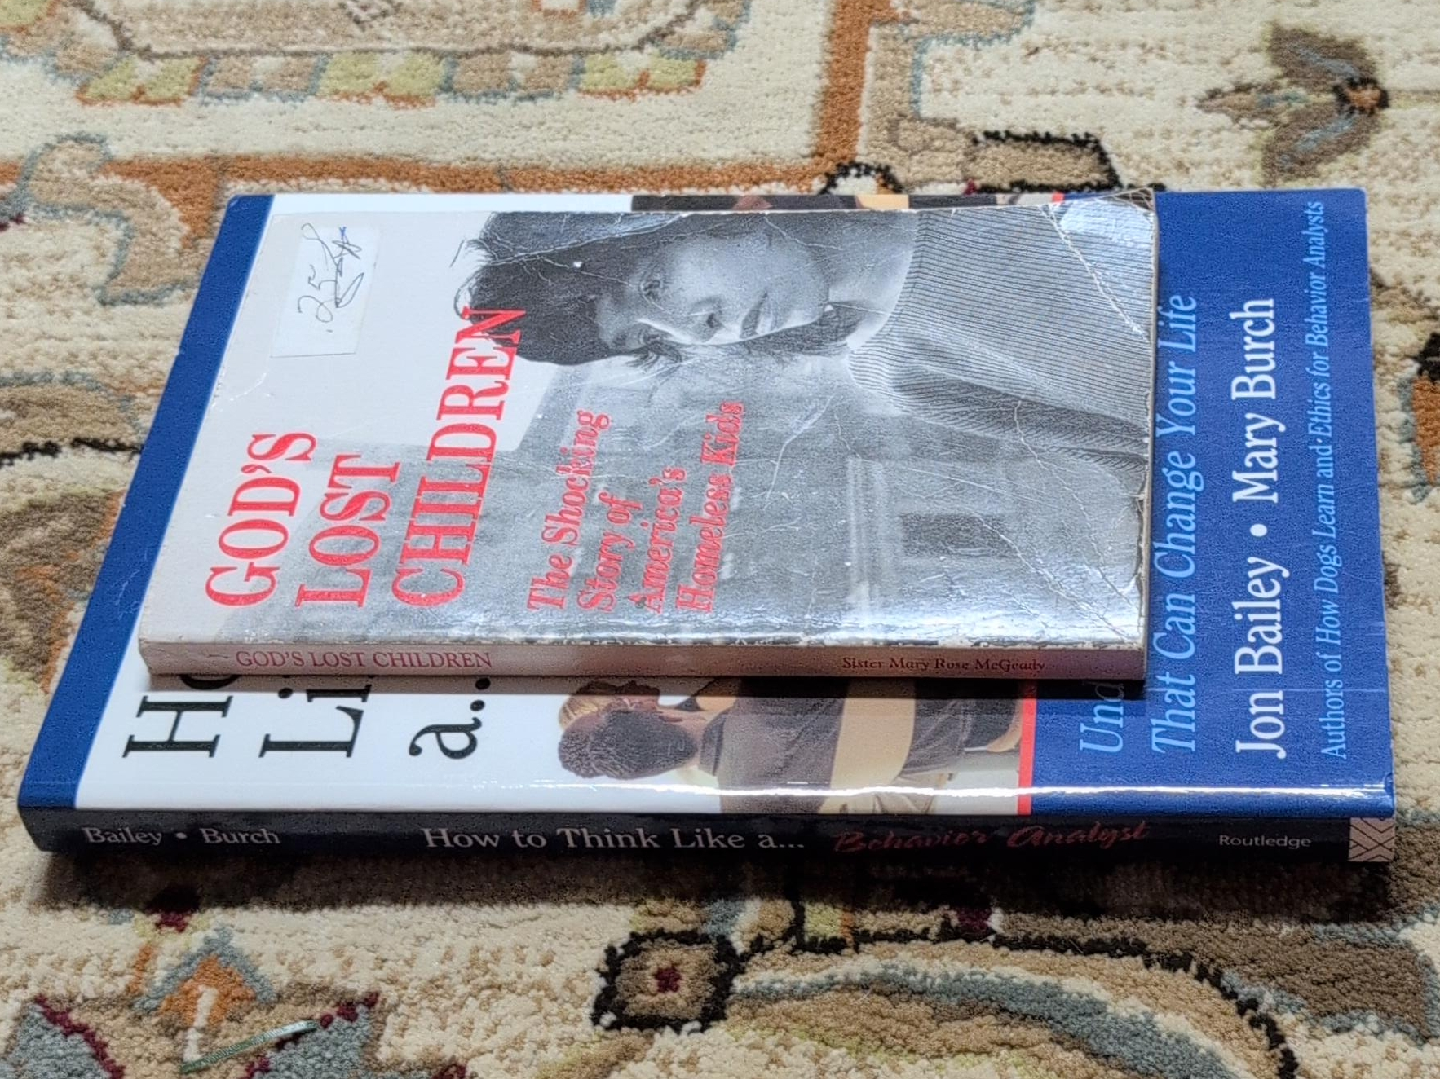 .25
GOD'S
LOST
CHILDREN
The Shocking
Story of
America's
Homeless Kids
GOD'S LOST CHILDREN Sister Mary Rose McGeady
Ho
Li
a...
Und
That Can Change Your Life
Jon Bailey • Mary Burch
Authors of How Dogs Learn and Ethics for Behavior Analysts
Bailey • Burch How to Think Like a... Behavior Analyst Routledge